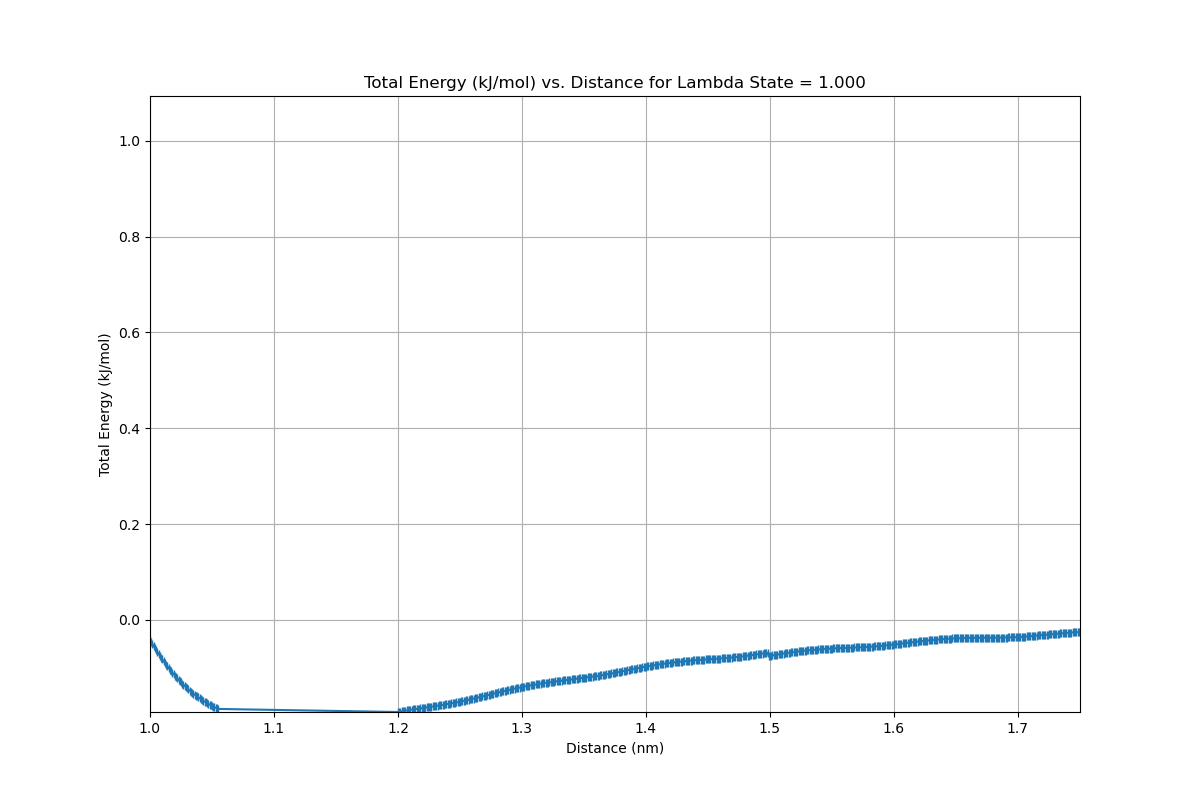 Total Energy (kJ/mol) vs. Distance for Lambda State = 1.000
1.0
0.8
0.6
0.4
0.2
0.0
Total Energy (kJ/mol)
1.0 1.1 1.2 1.3 1.4 1.5 1.6 1.7
Distance (nm)